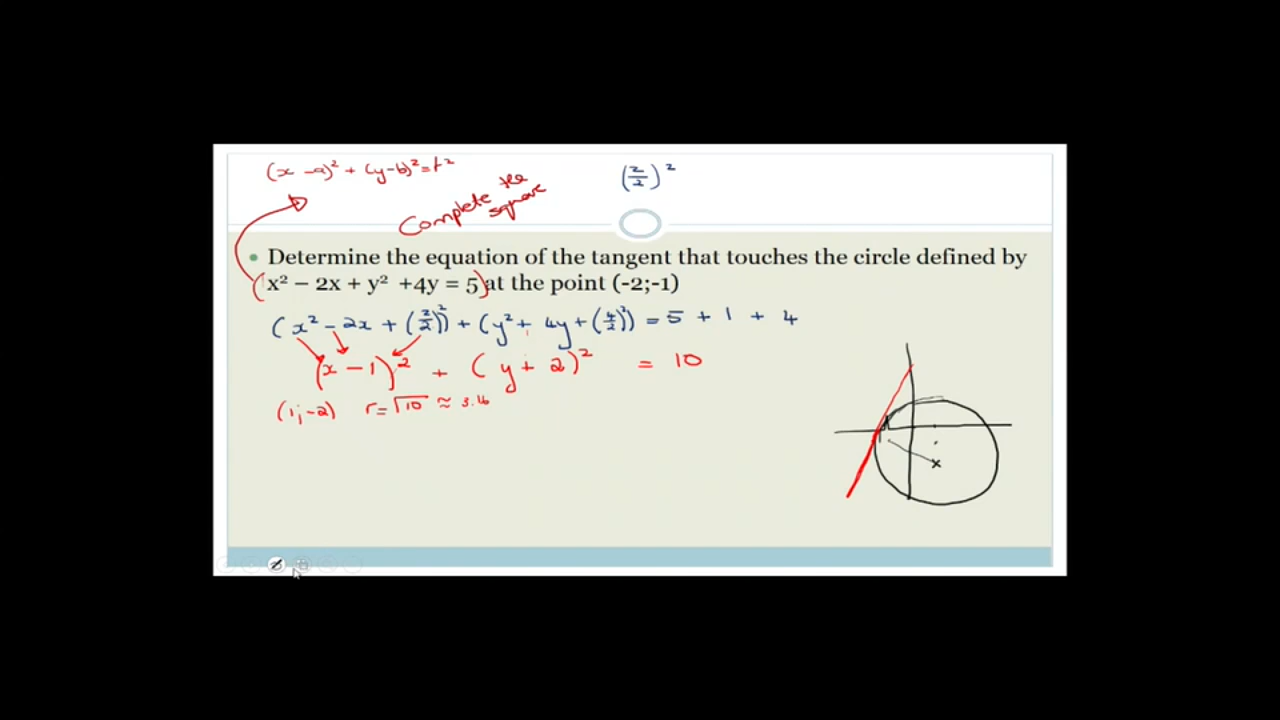 (x - a)² + (y - b)² = r²
(2/2)²
Complete the
square
• Determine the equation of the tangent that touches the circle defined by
(x² − 2x + y² +4y = 5) at the point (-2;-1)
(x² - 2x + (2/2)²) + (y² + 4y + (4/2)²) = 5 + 1 + 4
(x - 1)² + (y + 2)² = 10
(1; -2) r = √10 ≈ 3.16